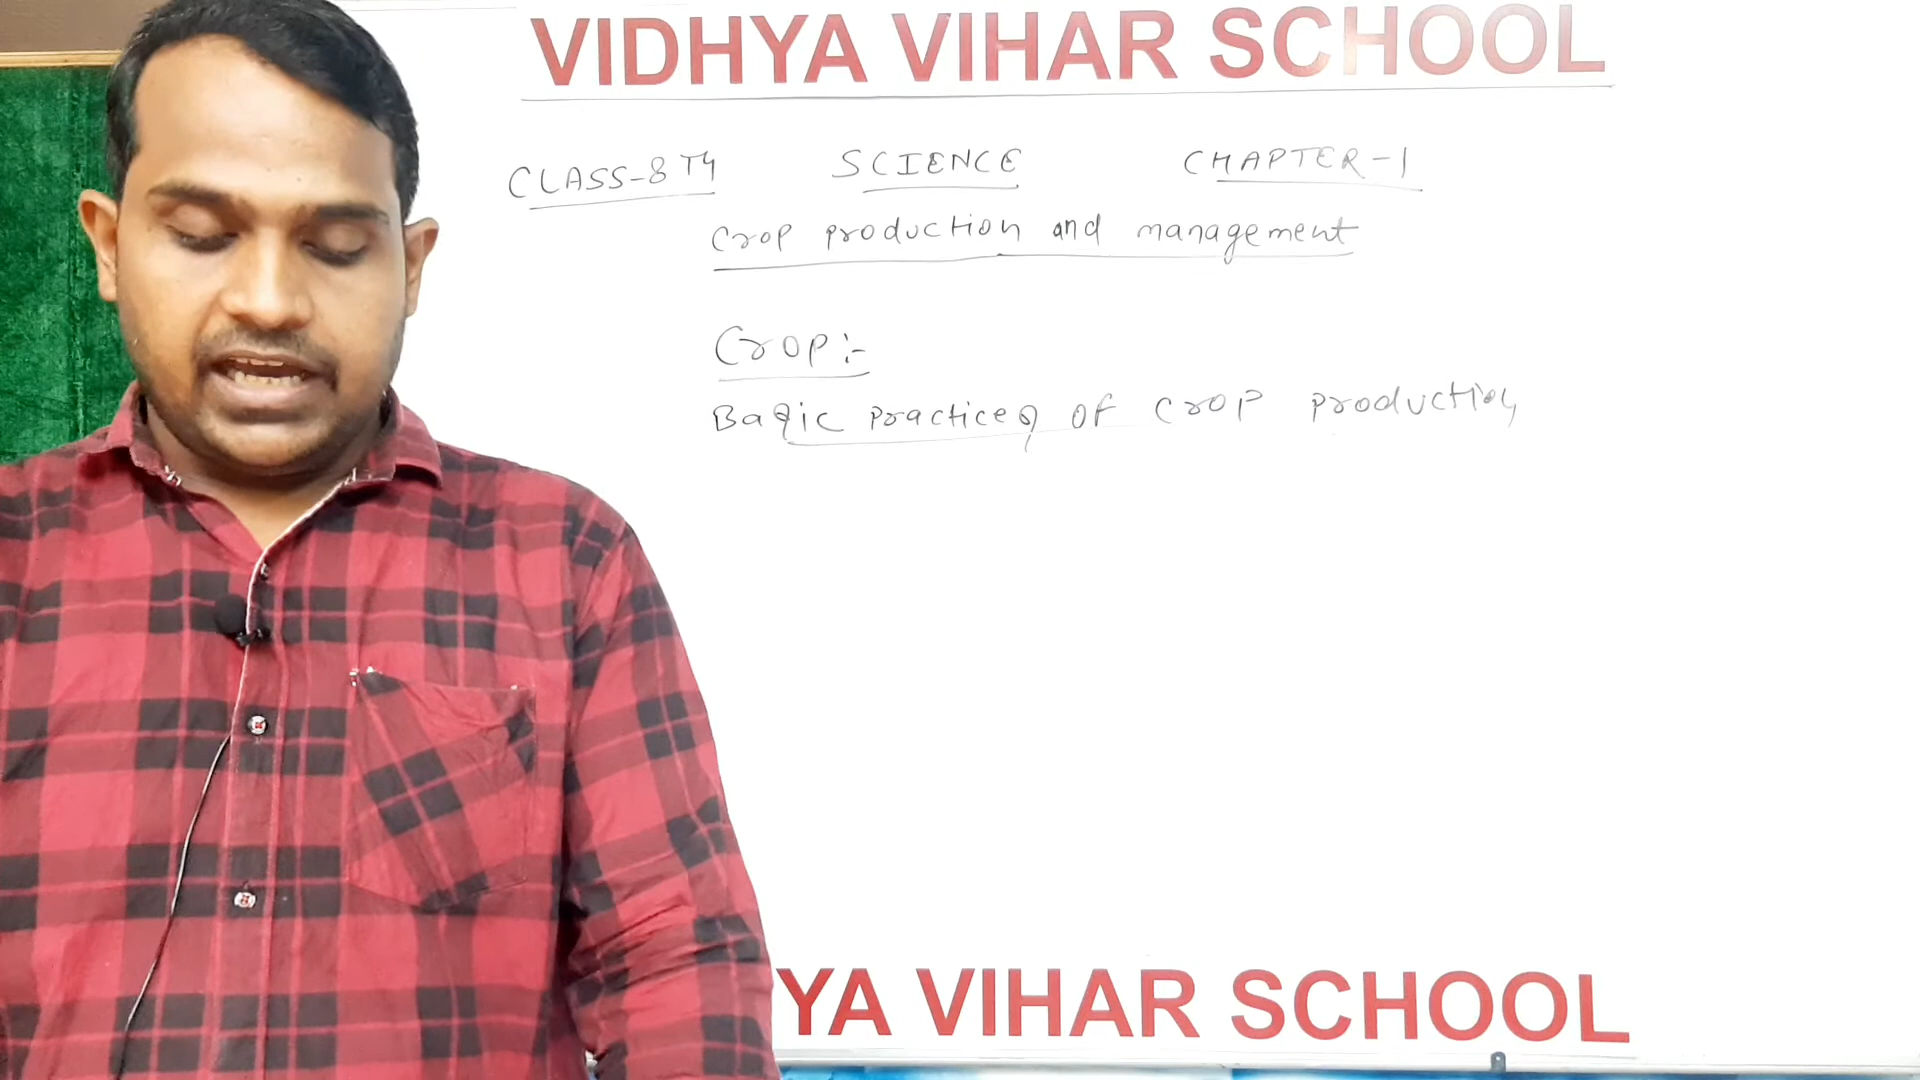 VIDHYA VIHAR SCHOOL
CLASS-8TH SCIENCE CHAPTER-1
Crop production and management
Crop:-
Basic practices of crop production
YA VIHAR SCHOOL